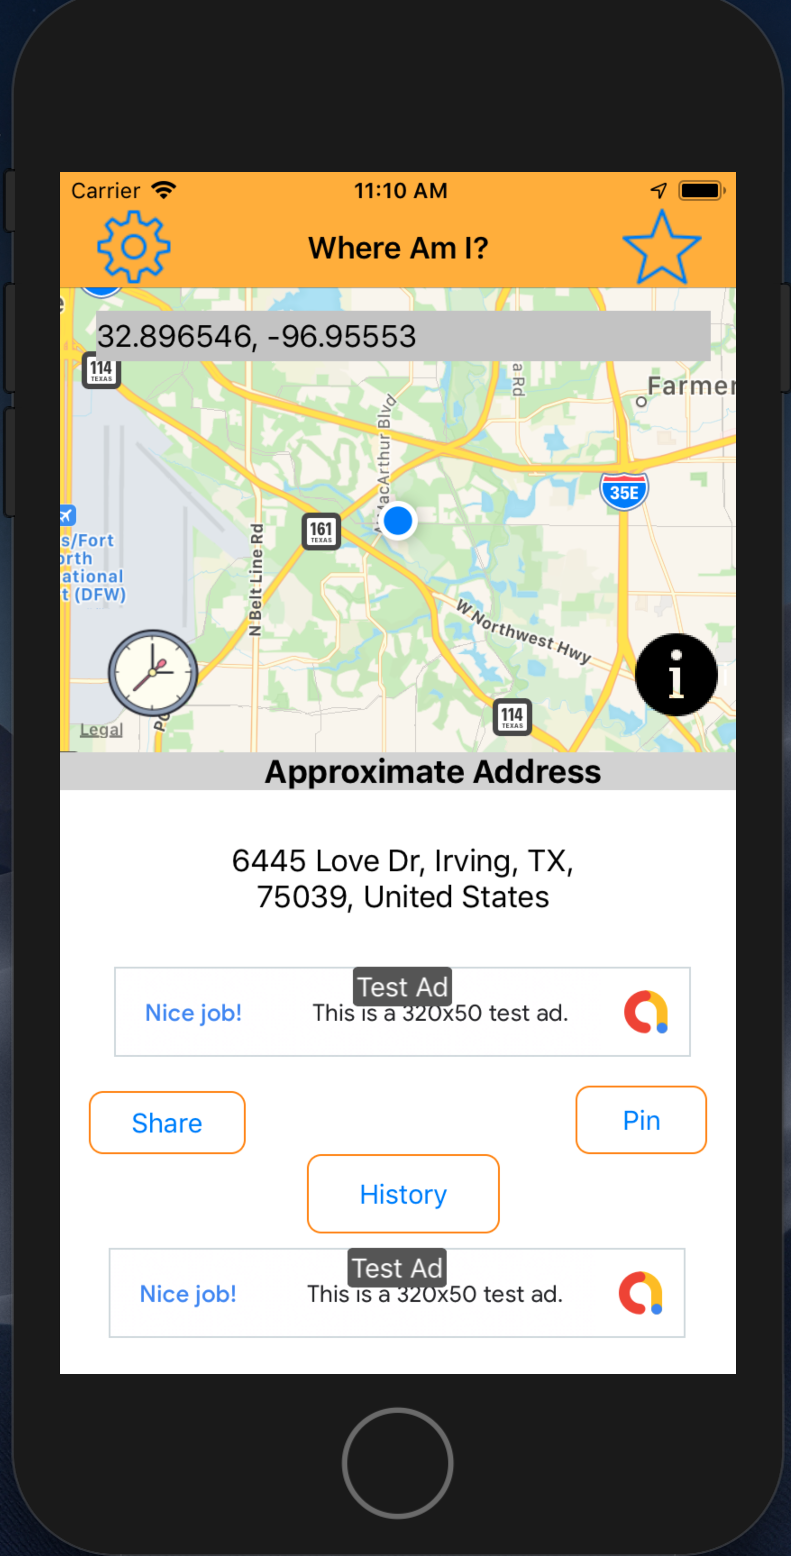 Carrier
11:10 AM
Where Am I?
32.896546, -96.95553
114
TEXAS
a Rd
Farmer
MacArthur Blvd
35E
161
TEXAS
s/Fort
orth
ational
t (DFW)
N Belt Line Rd
W Northwest Hwy
i
114
TEXAS
Legal
Approximate Address
6445 Love Dr, Irving, TX,
75039, United States
Test Ad
Nice job!
This is a 320x50 test ad.
Share
Pin
History
Test Ad
Nice job!
This is a 320x50 test ad.